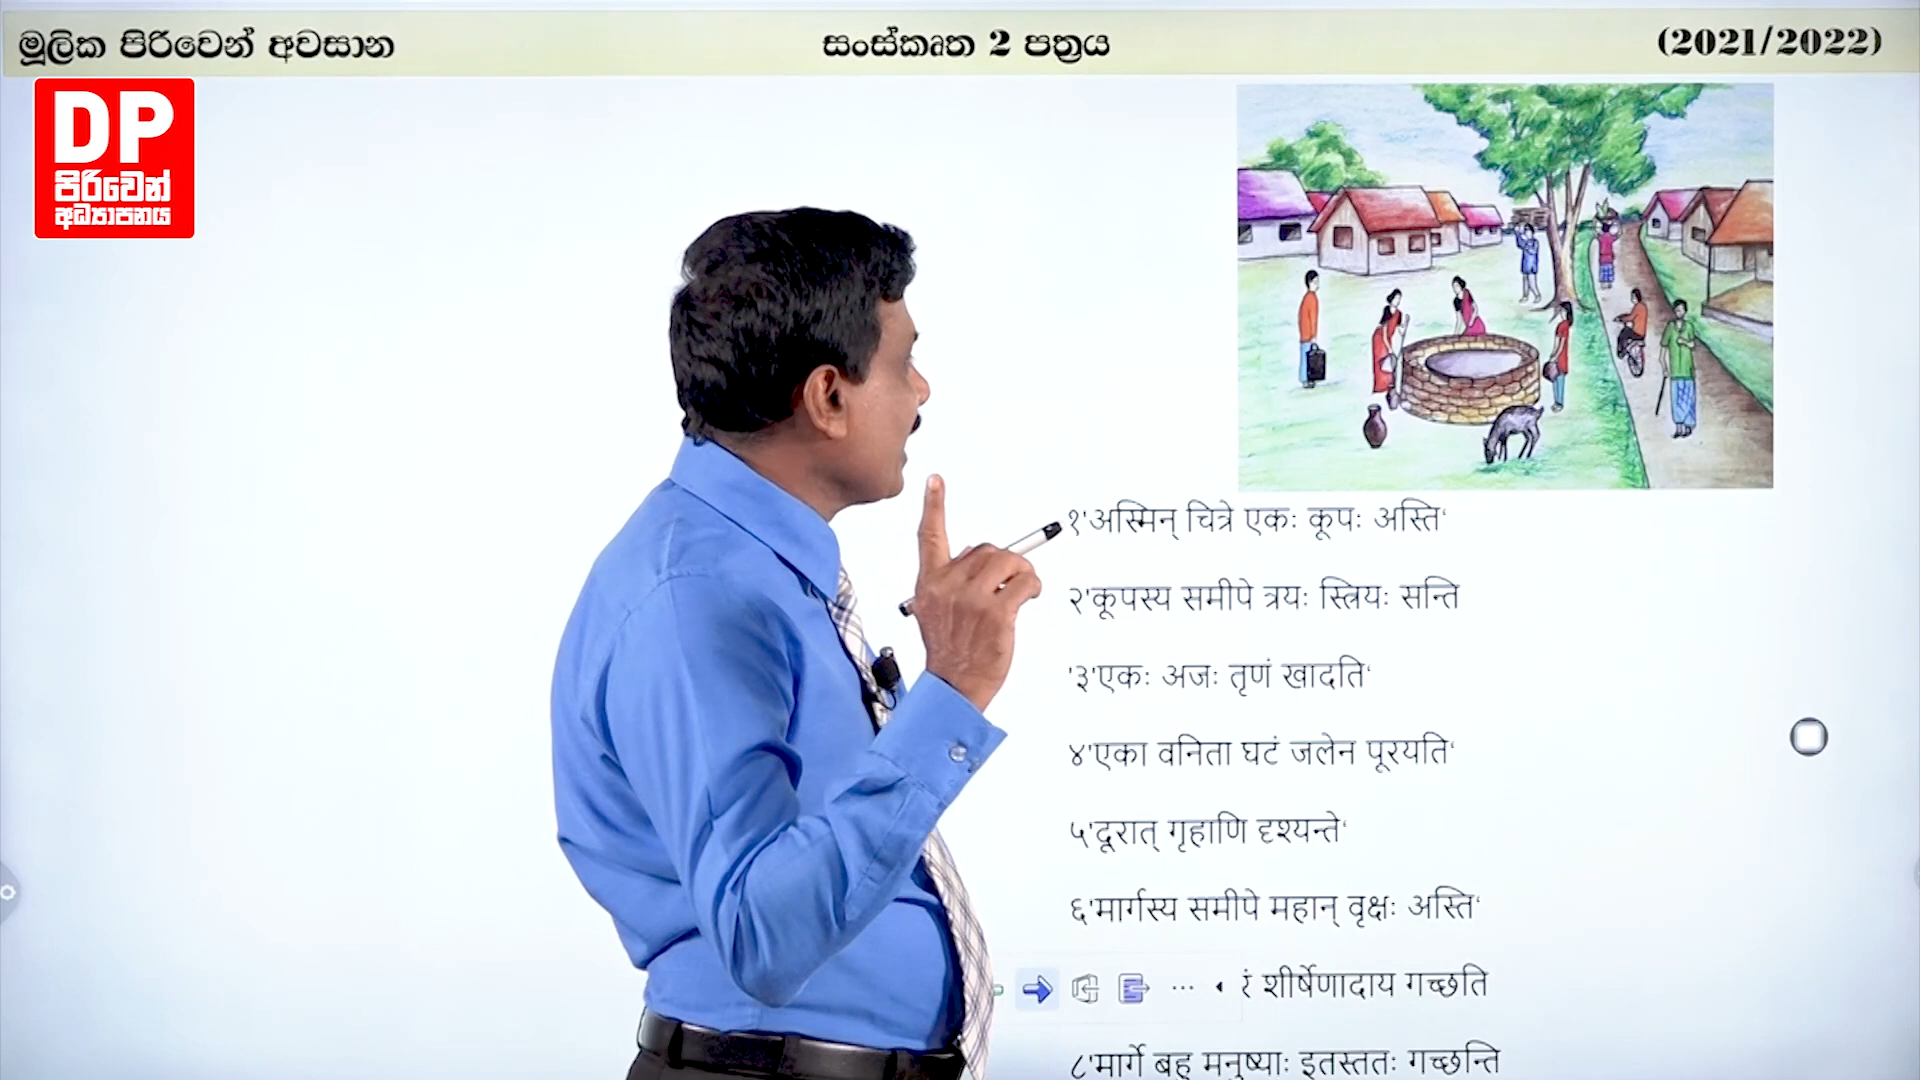 මූලික පිරිවෙන් අවසාන
සංස්කෘත 2 පත්‍රය
(2021/2022)
DP
පිරිවෙන්
අධ්‍යාපනය
१'अस्मिन् चित्रे एकः कूपः अस्ति'
२'कूपस्य समीपे त्रयः स्त्रियः सन्ति
'३'एकः अजः तृणं खादति'
४'एका वनिता घटं जलेन पूरयति'
५'दूरात् गृहाणि दृश्यन्ते'
६'मार्गस्य समीपे महान् वृक्षः अस्ति'
शीर्षेणादाय गच्छति
८'मार्गे बहु मनुष्याः इतस्ततः गच्छन्ति